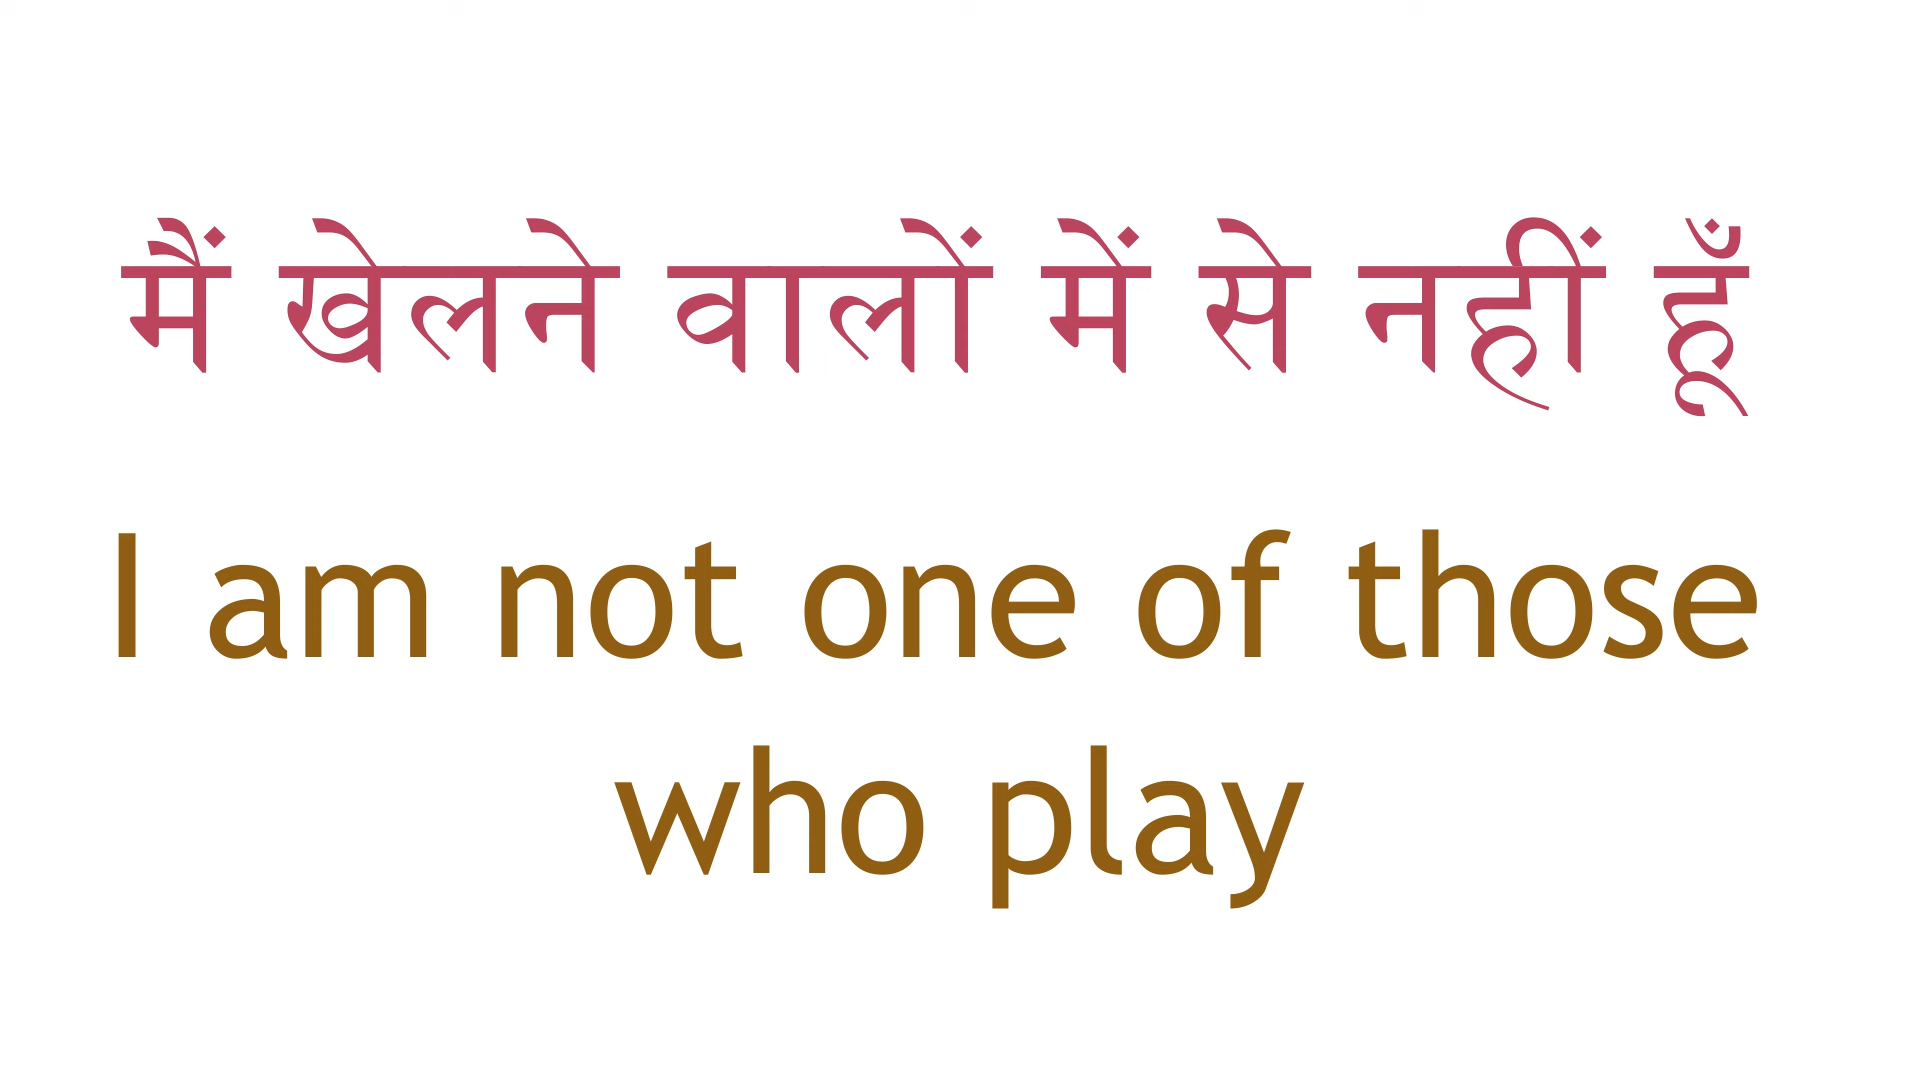 मैं खेलने वालों में से नहीं हूँ
I am not one of those
who play